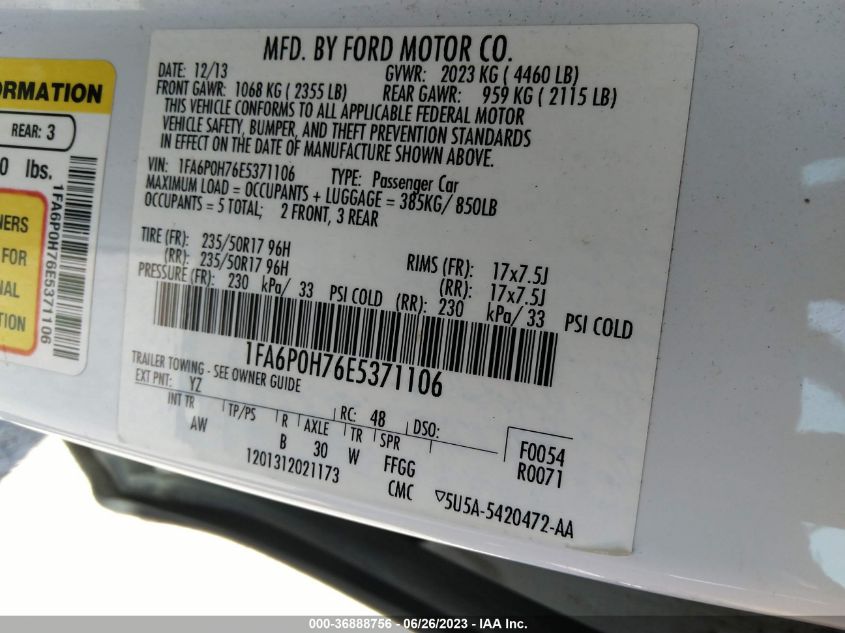 MFD. BY FORD MOTOR CO.
DATE: 12/13 GVWR: 2023 KG ( 4460 LB)
FRONT GAWR: 1068 KG ( 2355 LB) REAR GAWR: 959 KG ( 2115 LB)
THIS VEHICLE CONFORMS TO ALL APPLICABLE FEDERAL MOTOR
VEHICLE SAFETY, BUMPER, AND THEFT PREVENTION STANDARDS
IN EFFECT ON THE DATE OF MANUFACTURE SHOWN ABOVE.
VIN: 1FA6P0H76E5371106 TYPE: Passenger Car
MAXIMUM LOAD = OCCUPANTS + LUGGAGE = 385KG/ 850LB
OCCUPANTS = 5 TOTAL; 2 FRONT, 3 REAR
TIRE (FR): 235/50R17 96H RIMS (FR): 17x7.5J
(RR): 235/50R17 96H (RR): 17x7.5J
PRESSURE (FR): 230 kPa/ 33 PSI COLD (RR): 230 kPa/ 33 PSI COLD
1FA6P0H76E5371106
TRAILER TOWING - SEE OWNER GUIDE
EXT PNT: YZ RC: 48 DSO:
INT TR TP/PS R AXLE TR SPR F0054
AW B 30 W FFGG R0071
1201312021173 CMC ▽5U5A-5420472-AA
ORMATION
REAR: 3
0 lbs.
NERS
FOR
NAL
TION
1FA6P0H76E5371106
000-36888756 - 06/26/2023 - IAA Inc.